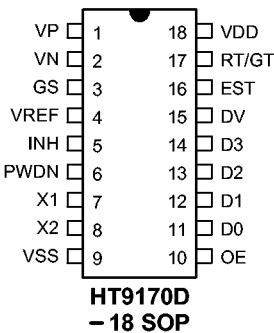 VP 1 18 VDD
VN 2 17 RT/GT
GS 3 16 EST
VREF 4 15 DV
INH 5 14 D3
PWDN 6 13 D2
X1 7 12 D1
X2 8 11 D0
VSS 9 10 OE
HT9170D
– 18 SOP